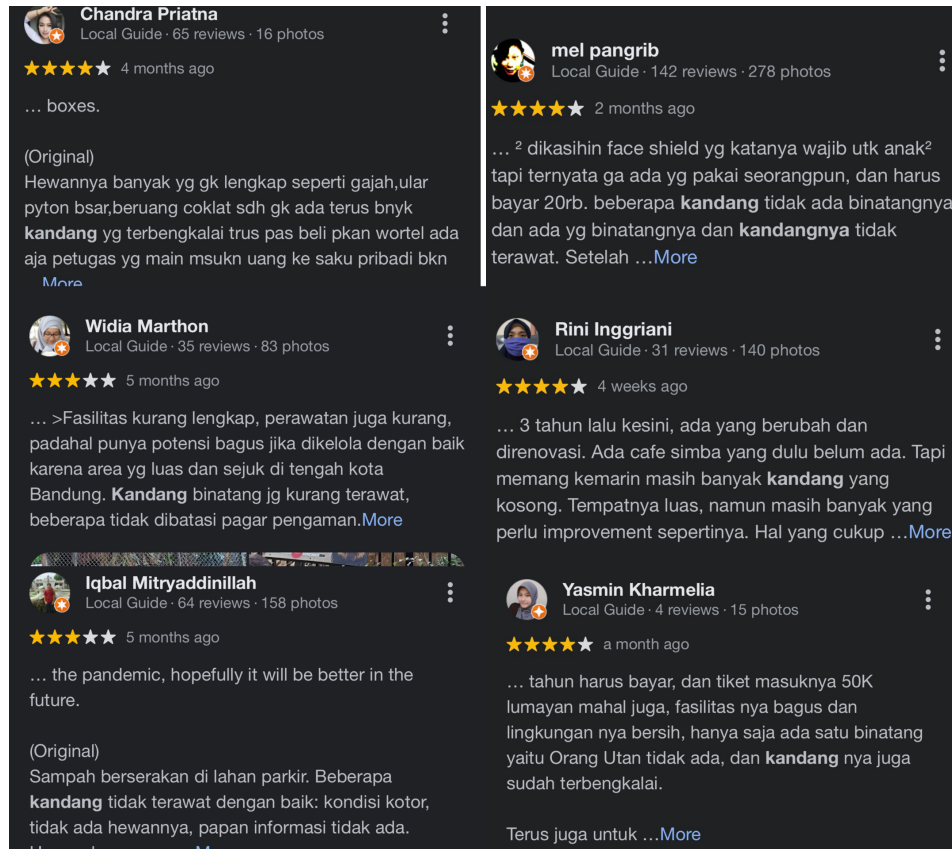 Chandra Priatna
Local Guide · 65 reviews · 16 photos
4 months ago
… boxes.
(Original)
Hewannya banyak yg gk lengkap seperti gajah,ular
pyton bsar,beruang coklat sdh gk ada terus bnyk
kandang yg terbengkalai trus pas beli pkan wortel ada
aja petugas yg main msukn uang ke saku pribadi bkn
…More
mel pangrib
Local Guide · 142 reviews · 278 photos
2 months ago
… ² dikasihin face shield yg katanya wajib utk anak²
tapi ternyata ga ada yg pakai seorangpun, dan harus
bayar 20rb. beberapa kandang tidak ada binatangnya
dan ada yg binatangnya dan kandangnya tidak
terawat. Setelah …More
Widia Marthon
Local Guide · 35 reviews · 83 photos
5 months ago
… >Fasilitas kurang lengkap, perawatan juga kurang,
padahal punya potensi bagus jika dikelola dengan baik
karena area yg luas dan sejuk di tengah kota
Bandung. Kandang binatang jg kurang terawat,
beberapa tidak dibatasi pagar pengaman.More
Rini Inggriani
Local Guide · 31 reviews · 140 photos
4 weeks ago
… 3 tahun lalu kesini, ada yang berubah dan
direnovasi. Ada cafe simba yang dulu belum ada. Tapi
memang kemarin masih banyak kandang yang
kosong. Tempatnya luas, namun masih banyak yang
perlu improvement sepertinya. Hal yang cukup …More
Iqbal Mitryaddinillah
Local Guide · 64 reviews · 158 photos
5 months ago
… the pandemic, hopefully it will be better in the
future.
(Original)
Sampah berserakan di lahan parkir. Beberapa
kandang tidak terawat dengan baik: kondisi kotor,
tidak ada hewannya, papan informasi tidak ada.
Yasmin Kharmelia
Local Guide · 4 reviews · 15 photos
a month ago
… tahun harus bayar, dan tiket masuknya 50K
lumayan mahal juga, fasilitas nya bagus dan
lingkungan nya bersih, hanya saja ada satu binatang
yaitu Orang Utan tidak ada, dan kandang nya juga
sudah terbengkalai.
Terus juga untuk …More